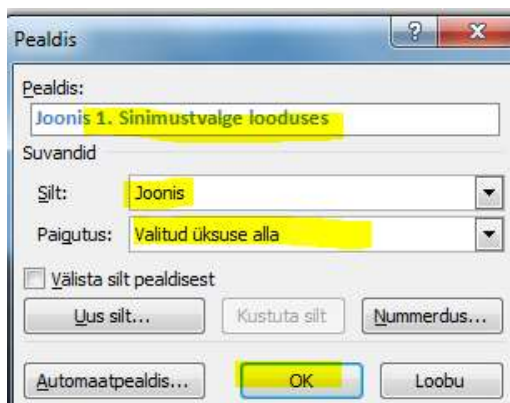 Pealdis
Pealdis:
Joonis 1. Sinimustvalge looduses
Suvandid
Silt: Joonis
Paigutus: Valitud üksuse alla
Välista silt pealdisest
Uus silt... Kustuta silt Nummerdus...
Automaatpealdis... OK Loobu